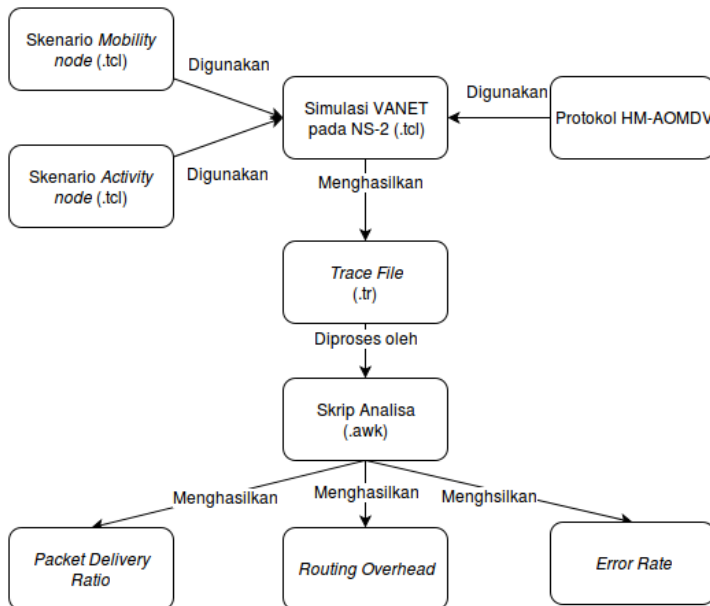 Skenario Mobility
node (.tcl)
Digunakan
Simulasi VANET
pada NS-2 (.tcl)
Digunakan
Protokol HM-AOMDV
Skenario Activity
node (.tcl)
Digunakan
Menghasilkan
Trace File
(.tr)
Diproses oleh
Skrip Analisa
(.awk)
Menghasilkan
Menghasilkan
Menghsilkan
Packet Delivery
Ratio
Routing Overhead
Error Rate